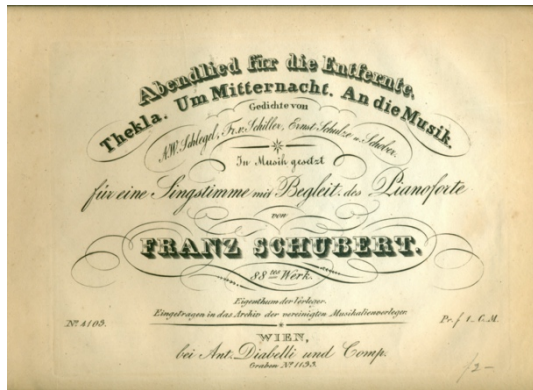 Abendlied für die Entfernte.
Thekla. Um Mitternacht. An die Musik.
Gedichte von
A.W. Schlegel, Fr. v. Schiller, Ernst Schulze u. Schober.
In Musik gesetzt
für eine Singstimme mit Begleit. des Pianoforte
von
FRANZ SCHUBERT.
88tes Werk.
Eigenthum der Verleger.
Eingetragen in das Archiv der vereinigten Musikalienverleger.
No. 4109. Pr. f 1._C.M.
WIEN,
bei Ant. Diabelli und Comp.
Graben No. 1133.